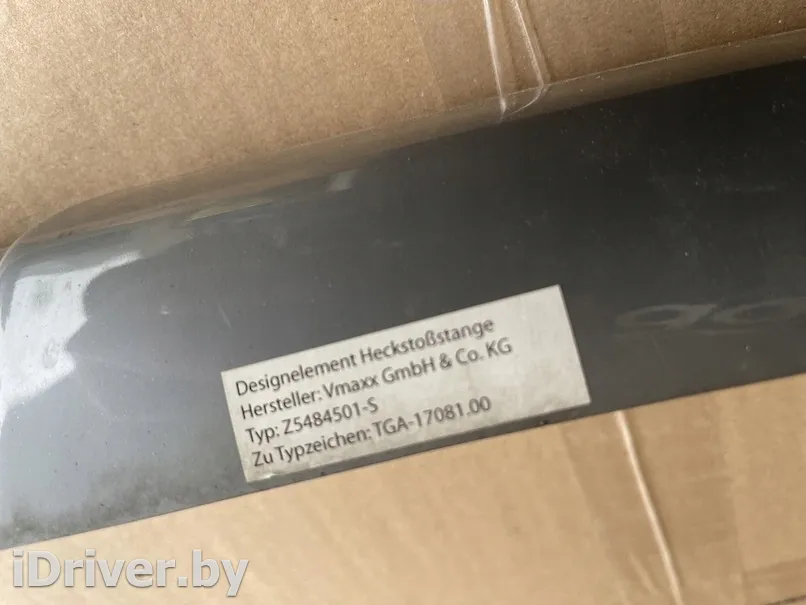 Designelement Heckstoßstange
Hersteller: Vmaxx GmbH & Co. KG
Typ: Z5484501-S
Zu Typzeichen: TGA-17081.00
iDriver.by